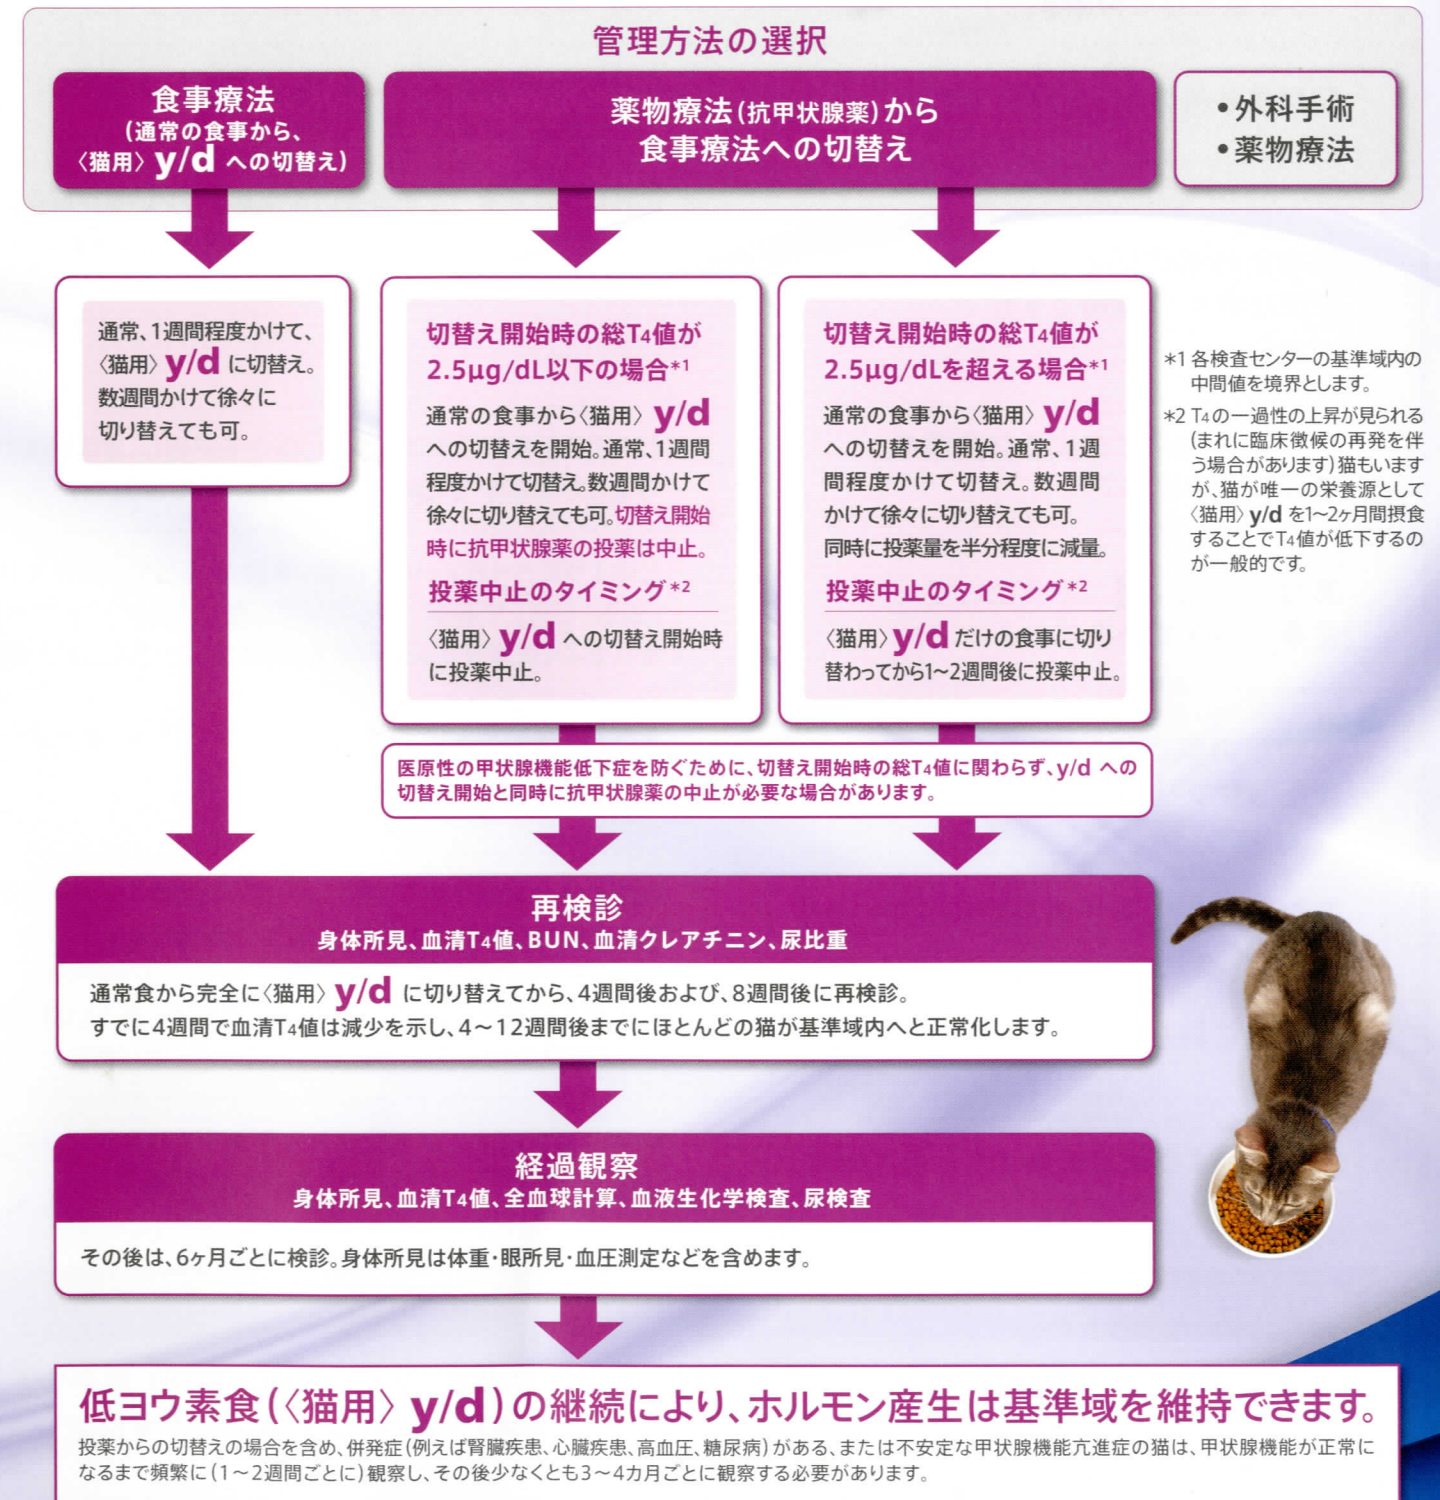 管理方法の選択
食事療法
(通常の食事から、
〈猫用〉 y/d への切替え)
薬物療法(抗甲状腺薬)から
食事療法への切替え
•外科手術
•薬物療法
通常、1週間程度かけて、
〈猫用〉 y/d に切替え。
数週間かけて徐々に
切り替えても可。
切替え開始時の総T4値が
2.5μg/dL以下の場合*1
通常の食事から〈猫用〉 y/d
への切替えを開始。通常、1週間
程度かけて切替え。数週間かけて
徐々に切り替えても可。切替え開始
時に抗甲状腺薬の投薬は中止。
投薬中止のタイミング*2
〈猫用〉 y/d への切替え開始時
に投薬中止。
切替え開始時の総T4値が
2.5μg/dLを超える場合*1
通常の食事から〈猫用〉 y/d
への切替えを開始。通常、1週
間程度かけて切替え。数週間
かけて徐々に切り替えても可。
同時に投薬量を半分程度に減量。
投薬中止のタイミング*2
〈猫用〉 y/d だけの食事に切り
替わってから1~2週間後に投薬中止。
*1 各検査センターの基準域内の
中間値を境界とします。
*2 T4の一過性の上昇が見られる
(まれに臨床徴候の再発を伴
う場合があります)猫もいます
が、猫が唯一の栄養源として
〈猫用〉 y/d を1~2ヶ月間摂食
することでT4値が低下するの
が一般的です。
医原性の甲状腺機能低下症を防ぐために、切替え開始時の総T4値に関わらず、y/d への
切替え開始と同時に抗甲状腺薬の中止が必要な場合があります。
再検診
身体所見、血清T4値、BUN、血清クレアチニン、尿比重
通常食から完全に〈猫用〉 y/d に切り替えてから、4週間後および、8週間後に再検診。
すでに4週間で血清T4値は減少を示し、4〜12週間後までにほとんどの猫が基準域内へと正常化します。
経過観察
身体所見、血清T4値、全血球計算、血液生化学検査、尿検査
その後は、6ヶ月ごとに検診。身体所見は体重・眼所見・血圧測定などを含めます。
低ヨウ素食(〈猫用〉 y/d)の継続により、ホルモン産生は基準域を維持できます。
投薬からの切替えの場合を含め、併発症(例えば腎臓疾患、心臓疾患、高血圧、糖尿病)がある、または不安定な甲状腺機能亢進症の猫は、甲状腺機能が正常に
なるまで頻繁に(1〜2週間ごとに)観察し、その後少なくとも3〜4カ月ごとに観察する必要があります。